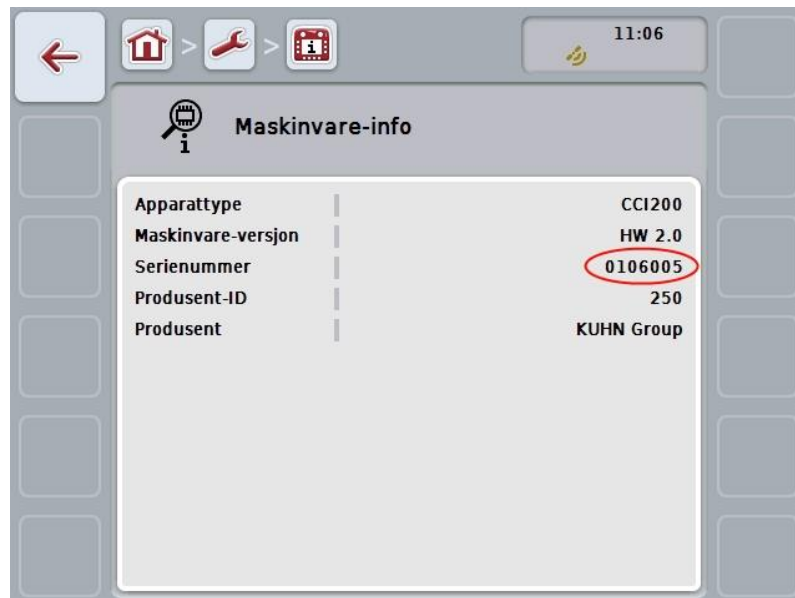 11:06
Maskinvare-info
Apparattype CCI200
Maskinvare-versjon HW 2.0
Serienummer 0106005
Produsent-ID 250
Produsent KUHN Group